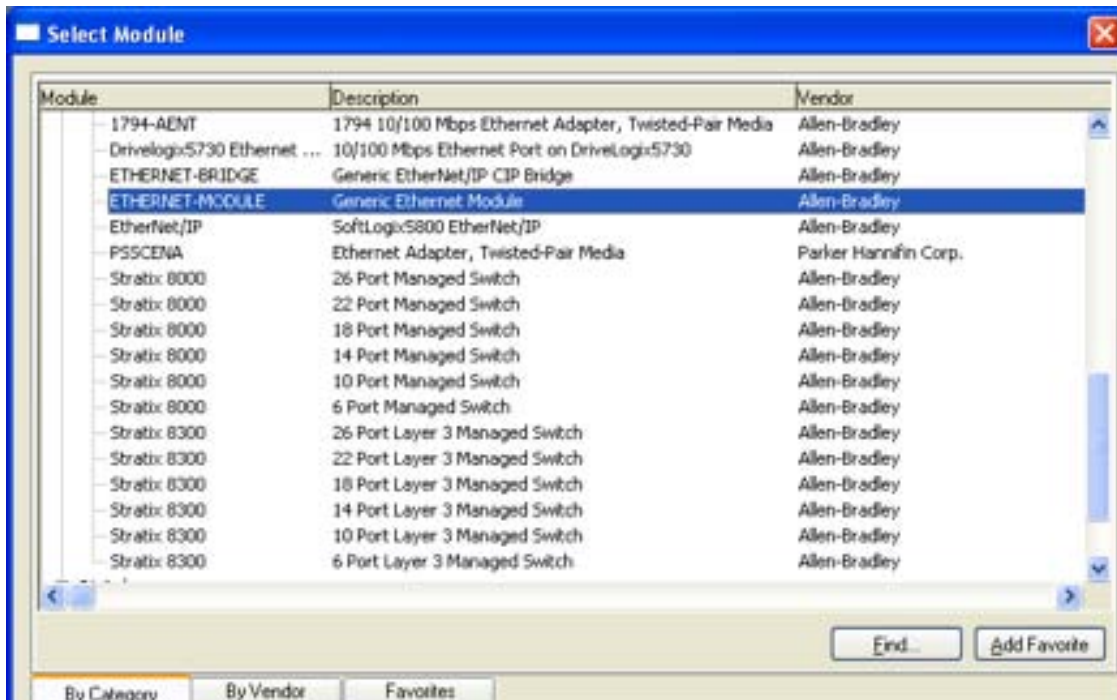 Select Module
Module Description Vendor
1794-AENT 1794 10/100 Mbps Ethernet Adapter, Twisted-Pair Media Allen-Bradley
Drivelogix5730 Ethernet ... 10/100 Mbps Ethernet Port on DriveLogix5730 Allen-Bradley
ETHERNET-BRIDGE Generic EtherNet/IP CIP Bridge Allen-Bradley
ETHERNET-MODULE Generic Ethernet Module Allen-Bradley
EtherNet/IP SoftLogix5800 EtherNet/IP Allen-Bradley
PSSCENA Ethernet Adapter, Twisted-Pair Media Parker Hannifin Corp.
Stratix 8000 26 Port Managed Switch Allen-Bradley
Stratix 8000 22 Port Managed Switch Allen-Bradley
Stratix 8000 18 Port Managed Switch Allen-Bradley
Stratix 8000 14 Port Managed Switch Allen-Bradley
Stratix 8000 10 Port Managed Switch Allen-Bradley
Stratix 8000 6 Port Managed Switch Allen-Bradley
Stratix 8300 26 Port Layer 3 Managed Switch Allen-Bradley
Stratix 8300 22 Port Layer 3 Managed Switch Allen-Bradley
Stratix 8300 18 Port Layer 3 Managed Switch Allen-Bradley
Stratix 8300 14 Port Layer 3 Managed Switch Allen-Bradley
Stratix 8300 10 Port Layer 3 Managed Switch Allen-Bradley
Stratix 8300 6 Port Layer 3 Managed Switch Allen-Bradley
Find... Add Favorite
By Category By Vendor Favorites